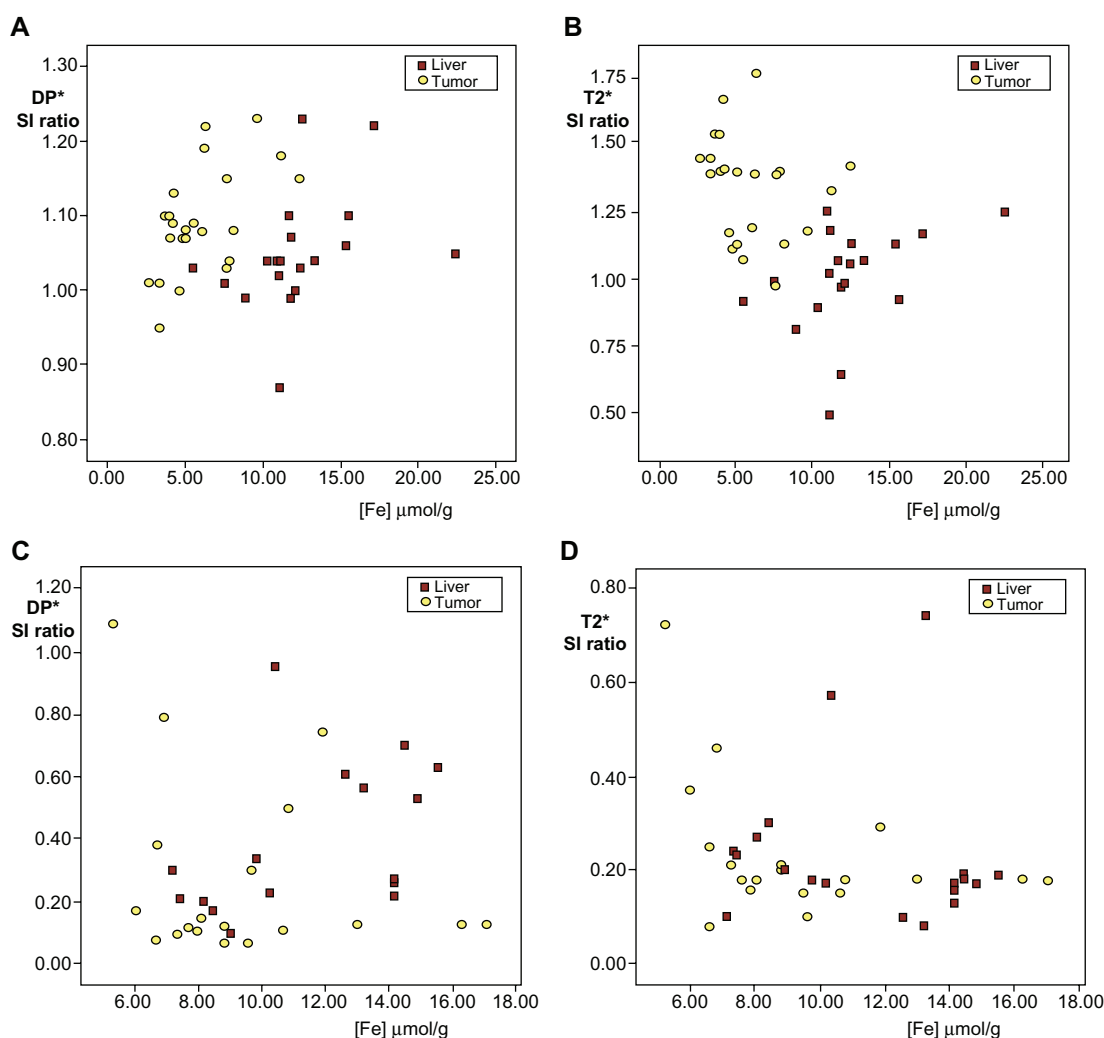 A
1.30
DP*
SI ratio
1.20
1.10
1.00
0.90
0.80
Liver
Tumor
0.00 5.00 10.00 15.00 20.00 25.00
[Fe] μmol/g
B
1.75
T2*
SI ratio
1.50
1.25
1.00
0.75
0.50
Liver
Tumor
0.00 5.00 10.00 15.00 20.00 25.00
[Fe] μmol/g
C
1.20
DP*
SI ratio
1.00
0.80
0.60
0.40
0.20
0.00
Liver
Tumor
6.00 8.00 10.00 12.00 14.00 16.00 18.00
[Fe] μmol/g
D
0.80
T2*
SI ratio
0.60
0.40
0.20
0.00
Liver
Tumor
6.00 8.00 10.00 12.00 14.00 16.00 18.00
[Fe] μmol/g